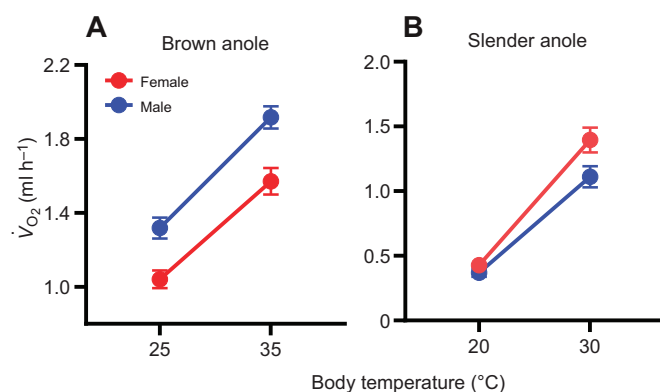 A
Brown anole
Female
Male
2.2
1.8
1.4
1.0
V̇O₂ (ml h⁻¹)
25
35
B
Slender anole
2.0
1.5
1.0
0.5
0
20
30
Body temperature (°C)